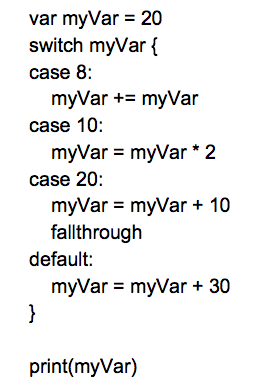 var myVar = 20
switch myVar {
case 8:
    myVar += myVar
case 10:
    myVar = myVar * 2
case 20:
    myVar = myVar + 10
    fallthrough
default:
    myVar = myVar + 30
}

print(myVar)